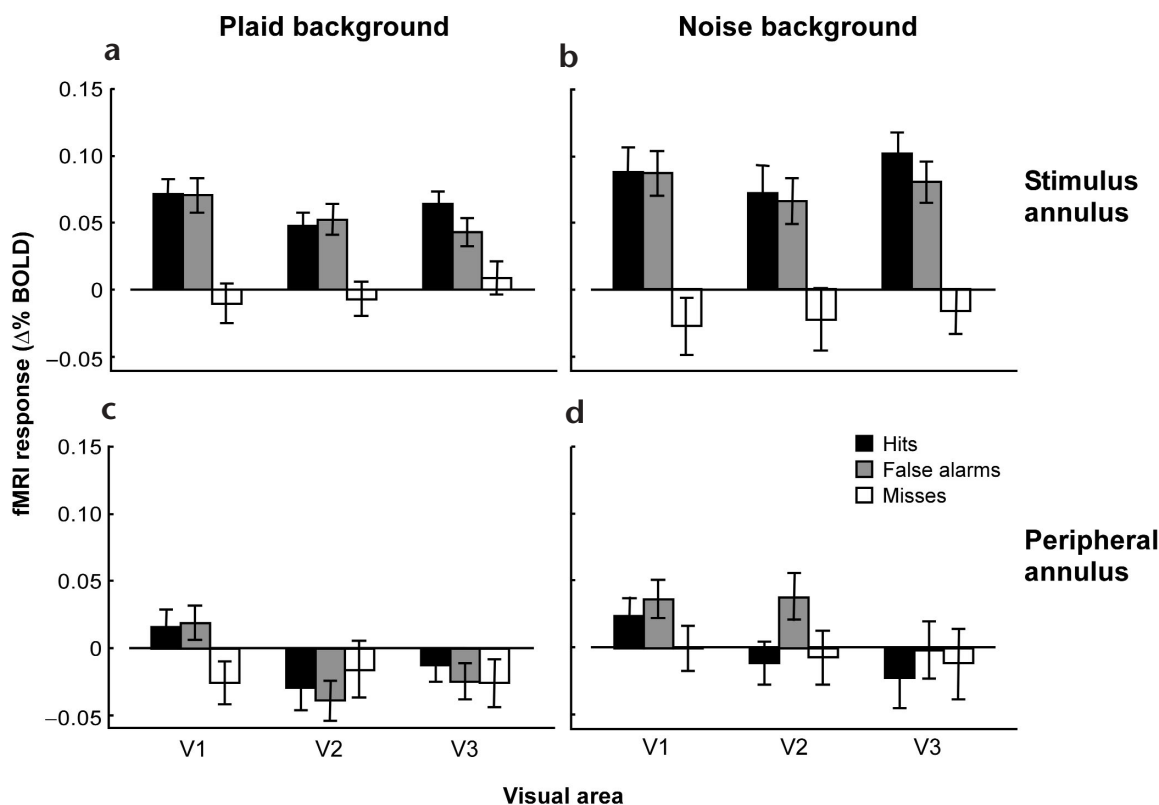 Plaid background
Noise background
a
b
0.15
0.10
0.05
0
−0.05
Stimulus
annulus
fMRI response (Δ% BOLD)
c
d
0.15
0.10
0.05
0
−0.05
Hits
False alarms
Misses
Peripheral
annulus
V1
V2
V3
V1
V2
V3
Visual area